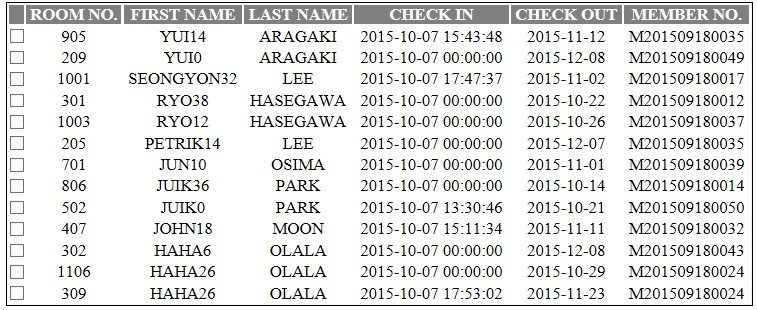 ROOM NO. FIRST NAME LAST NAME CHECK IN CHECK OUT MEMBER NO.
905 YUI14 ARAGAKI 2015-10-07 15:43:48 2015-11-12 M201509180035
209 YUI0 ARAGAKI 2015-10-07 00:00:00 2015-12-08 M201509180049
1001 SEONGYON32 LEE 2015-10-07 17:47:37 2015-11-02 M201509180017
301 RYO38 HASEGAWA 2015-10-07 00:00:00 2015-10-22 M201509180012
1003 RYO12 HASEGAWA 2015-10-07 00:00:00 2015-10-26 M201509180037
205 PETRIK14 LEE 2015-10-07 00:00:00 2015-12-07 M201509180035
701 JUN10 OSIMA 2015-10-07 00:00:00 2015-11-01 M201509180039
806 JUIK36 PARK 2015-10-07 00:00:00 2015-10-14 M201509180014
502 JUIK0 PARK 2015-10-07 13:30:46 2015-10-21 M201509180050
407 JOHN18 MOON 2015-10-07 15:11:34 2015-11-11 M201509180032
302 HAHA6 OLALA 2015-10-07 00:00:00 2015-12-08 M201509180043
1106 HAHA26 OLALA 2015-10-07 00:00:00 2015-10-29 M201509180024
309 HAHA26 OLALA 2015-10-07 17:53:02 2015-11-23 M201509180024